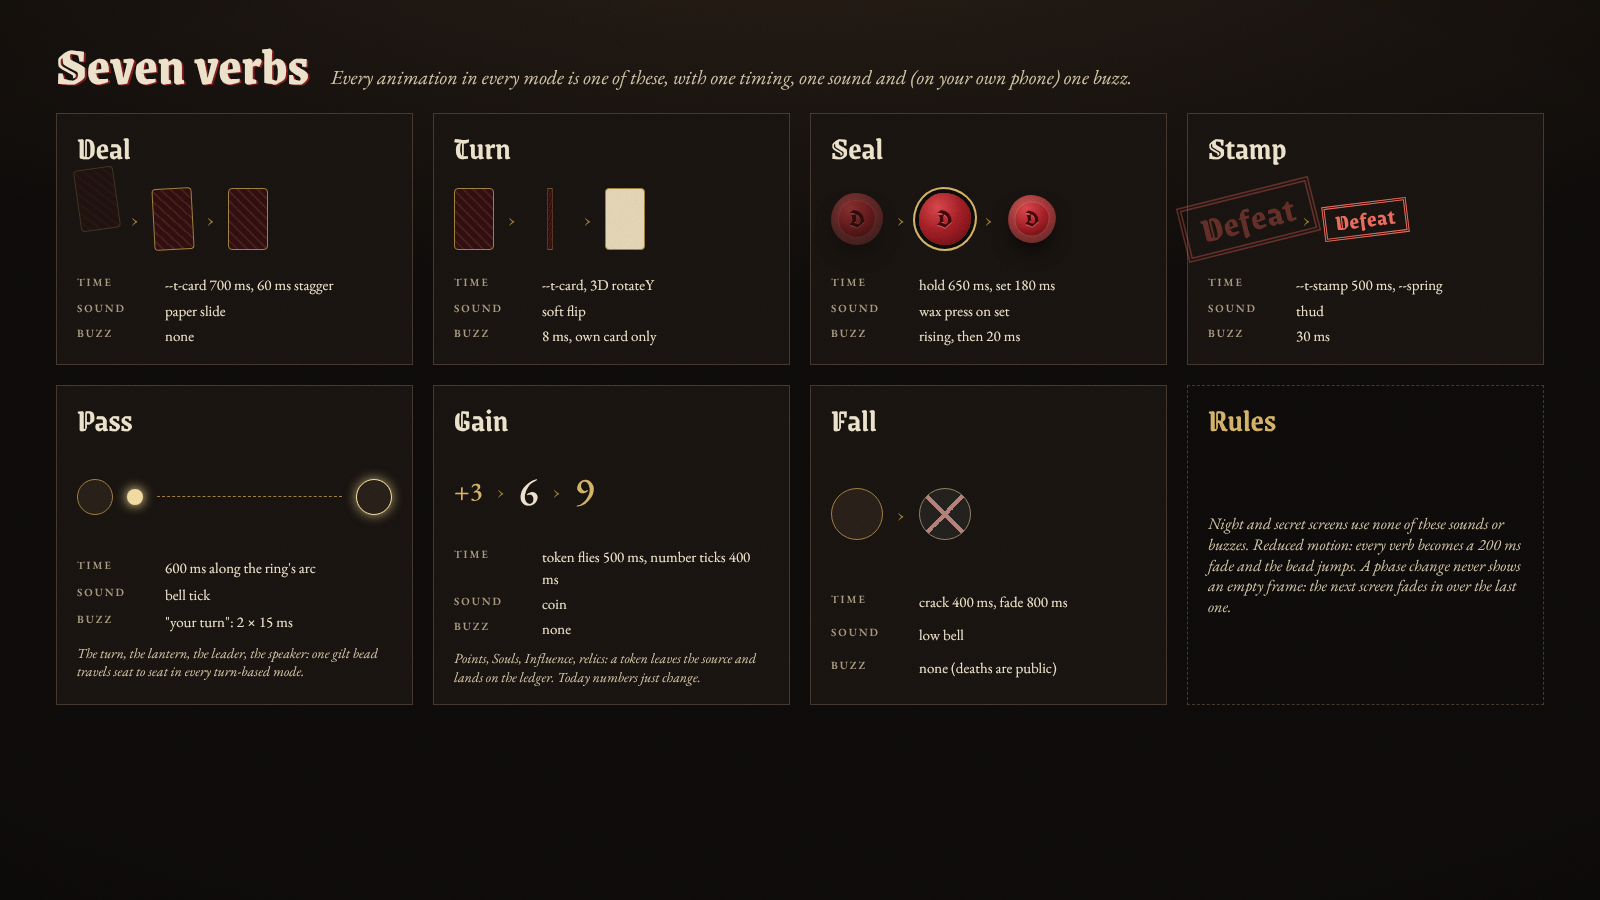 Seven verbs
Every animation in every mode is one of these, with one timing, one sound and (on your own phone) one buzz.
Deal
› ›
TIME --t-card 700 ms, 60 ms stagger
SOUND paper slide
BUZZ none
Turn
› ›
TIME --t-card, 3D rotateY
SOUND soft flip
BUZZ 8 ms, own card only
Seal
D › D › D
TIME hold 650 ms, set 180 ms
SOUND wax press on set
BUZZ rising, then 20 ms
Stamp
Defeat › Defeat
TIME --t-stamp 500 ms, --spring
SOUND thud
BUZZ 30 ms
Pass
TIME 600 ms along the ring's arc
SOUND bell tick
BUZZ "your turn": 2 × 15 ms
The turn, the lantern, the leader, the speaker: one gilt bead
travels seat to seat in every turn-based mode.
Gain
+3 › 6 › 9
TIME token flies 500 ms, number ticks 400
ms
SOUND coin
BUZZ none
Points, Souls, Influence, relics: a token leaves the source and
lands on the ledger. Today numbers just change.
Fall
›
TIME crack 400 ms, fade 800 ms
SOUND low bell
BUZZ none (deaths are public)
Rules
Night and secret screens use none of these sounds or
buzzes. Reduced motion: every verb becomes a 200 ms
fade and the bead jumps. A phase change never shows
an empty frame: the next screen fades in over the last
one.